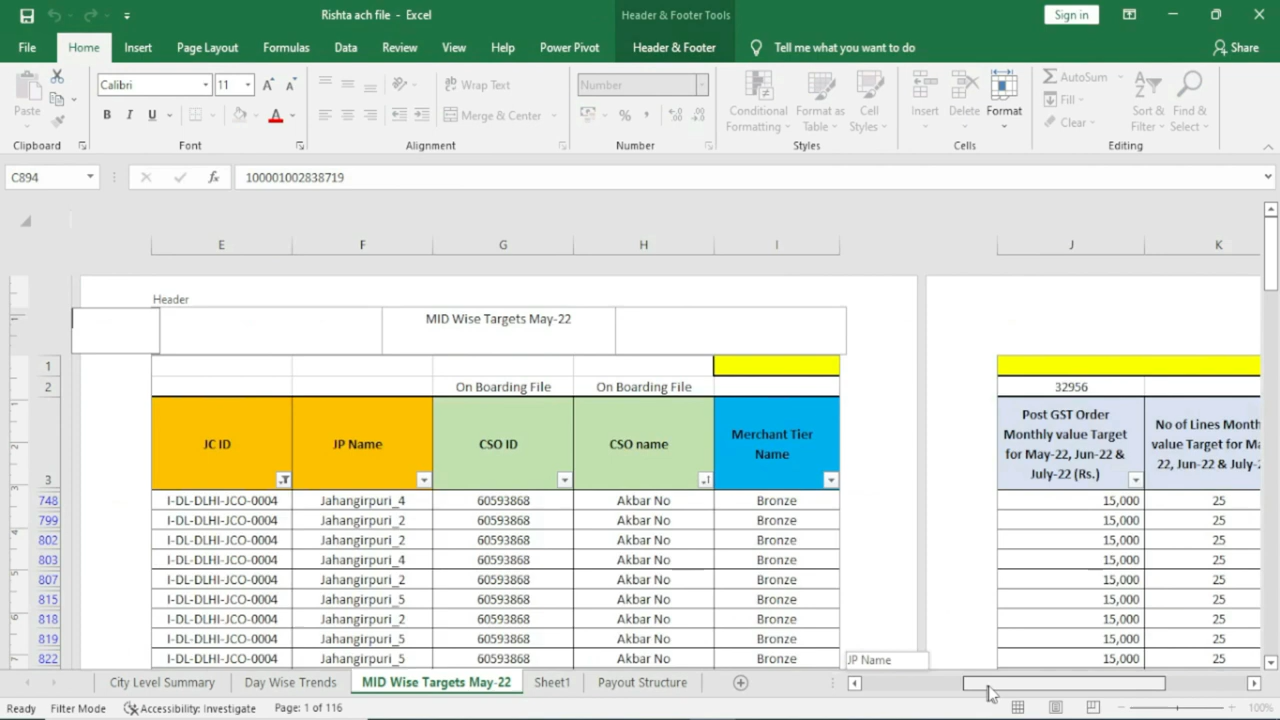 Rishta ach file - Excel
Header & Footer Tools
Sign in
File Home Insert Page Layout Formulas Data Review View Help Power Pivot Header & Footer Tell me what you want to do Share
Paste
Clipboard
Calibri 11
B I U
Font
Wrap Text
Merge & Center
Alignment
Number
Number
Conditional Formatting
Format as Table
Cell Styles
Styles
Insert Delete Format
Cells
AutoSum
Fill
Clear
Sort & Filter
Find & Select
Editing
C894 fx 100001002838719
E F G H I J K
Header
MID Wise Targets May-22
1
2 On Boarding File On Boarding File 32956
3 JC ID JP Name CSO ID CSO name Merchant Tier Name Post GST Order Monthly value Target for May-22, Jun-22 & July-22 (Rs.) No of Lines Month value Target for Ma 22, Jun-22 & July-
748 I-DL-DLHI-JCO-0004 Jahangirpuri_4 60593868 Akbar No Bronze 15,000 25
799 I-DL-DLHI-JCO-0004 Jahangirpuri_2 60593868 Akbar No Bronze 15,000 25
802 I-DL-DLHI-JCO-0004 Jahangirpuri_2 60593868 Akbar No Bronze 15,000 25
803 I-DL-DLHI-JCO-0004 Jahangirpuri_4 60593868 Akbar No Bronze 15,000 25
807 I-DL-DLHI-JCO-0004 Jahangirpuri_2 60593868 Akbar No Bronze 15,000 25
815 I-DL-DLHI-JCO-0004 Jahangirpuri_5 60593868 Akbar No Bronze 15,000 25
818 I-DL-DLHI-JCO-0004 Jahangirpuri_2 60593868 Akbar No Bronze 15,000 25
819 I-DL-DLHI-JCO-0004 Jahangirpuri_5 60593868 Akbar No Bronze 15,000 25
822 I-DL-DLHI-JCO-0004 Jahangirpuri_5 60593868 Akbar No Bronze 15,000 25
JP Name
City Level Summary Day Wise Trends MID Wise Targets May-22 Sheet1 Payout Structure
Ready Filter Mode Accessibility: Investigate Page: 1 of 116 100%